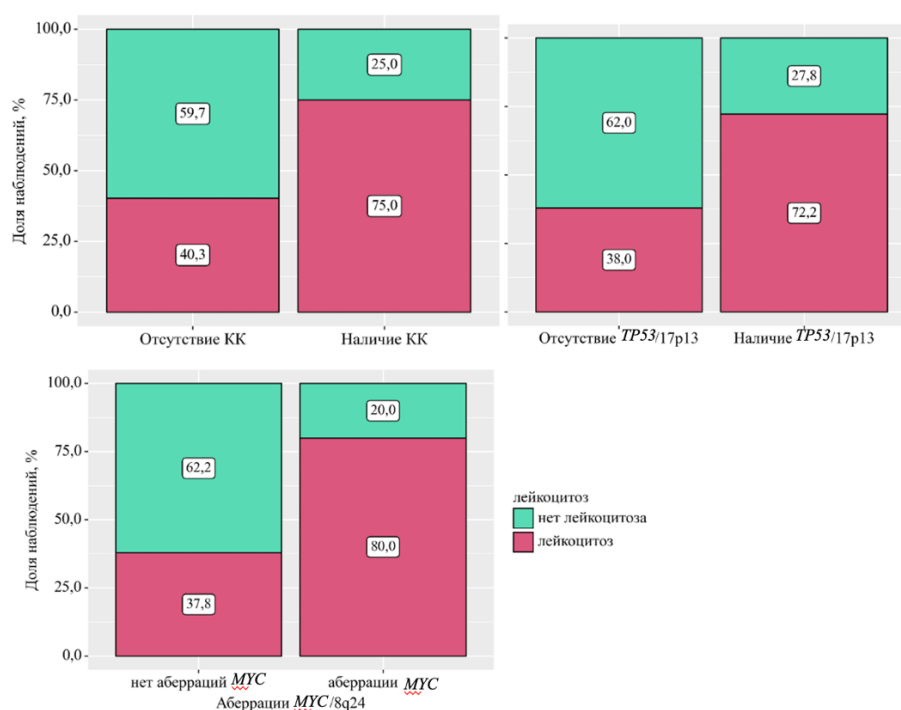 Доля наблюдений, %
100,0
75,0
50,0
25,0
0,0
59,7
40,3
25,0
75,0
Отсутствие КК
Наличие КК
62,0
38,0
27,8
72,2
Отсутствие TP53/17p13
Наличие TP53/17p13
Доля наблюдений, %
100,0
75,0
50,0
25,0
0,0
62,2
37,8
20,0
80,0
нет аберраций MYC
аберрации MYC
Аберрации MYC/8q24
лейкоцитоз
нет лейкоцитоза
лейкоцитоз